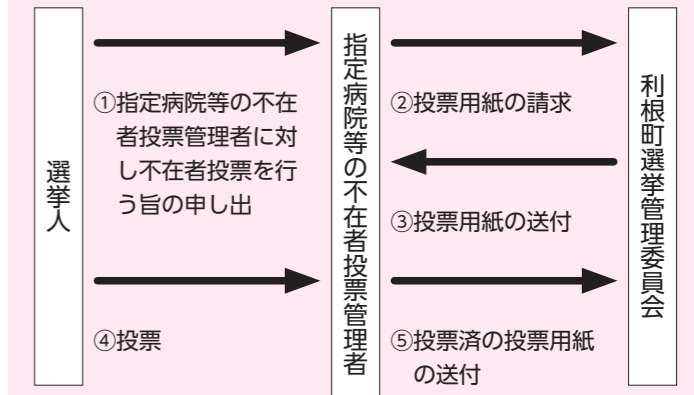 選挙人
①指定病院等の不在
者投票管理者に対
し不在者投票を行
う旨の申し出
④投票
指定病院等の不在者投票管理者
②投票用紙の請求
③投票用紙の送付
⑤投票済の投票用紙
の送付
利根町選挙管理委員会